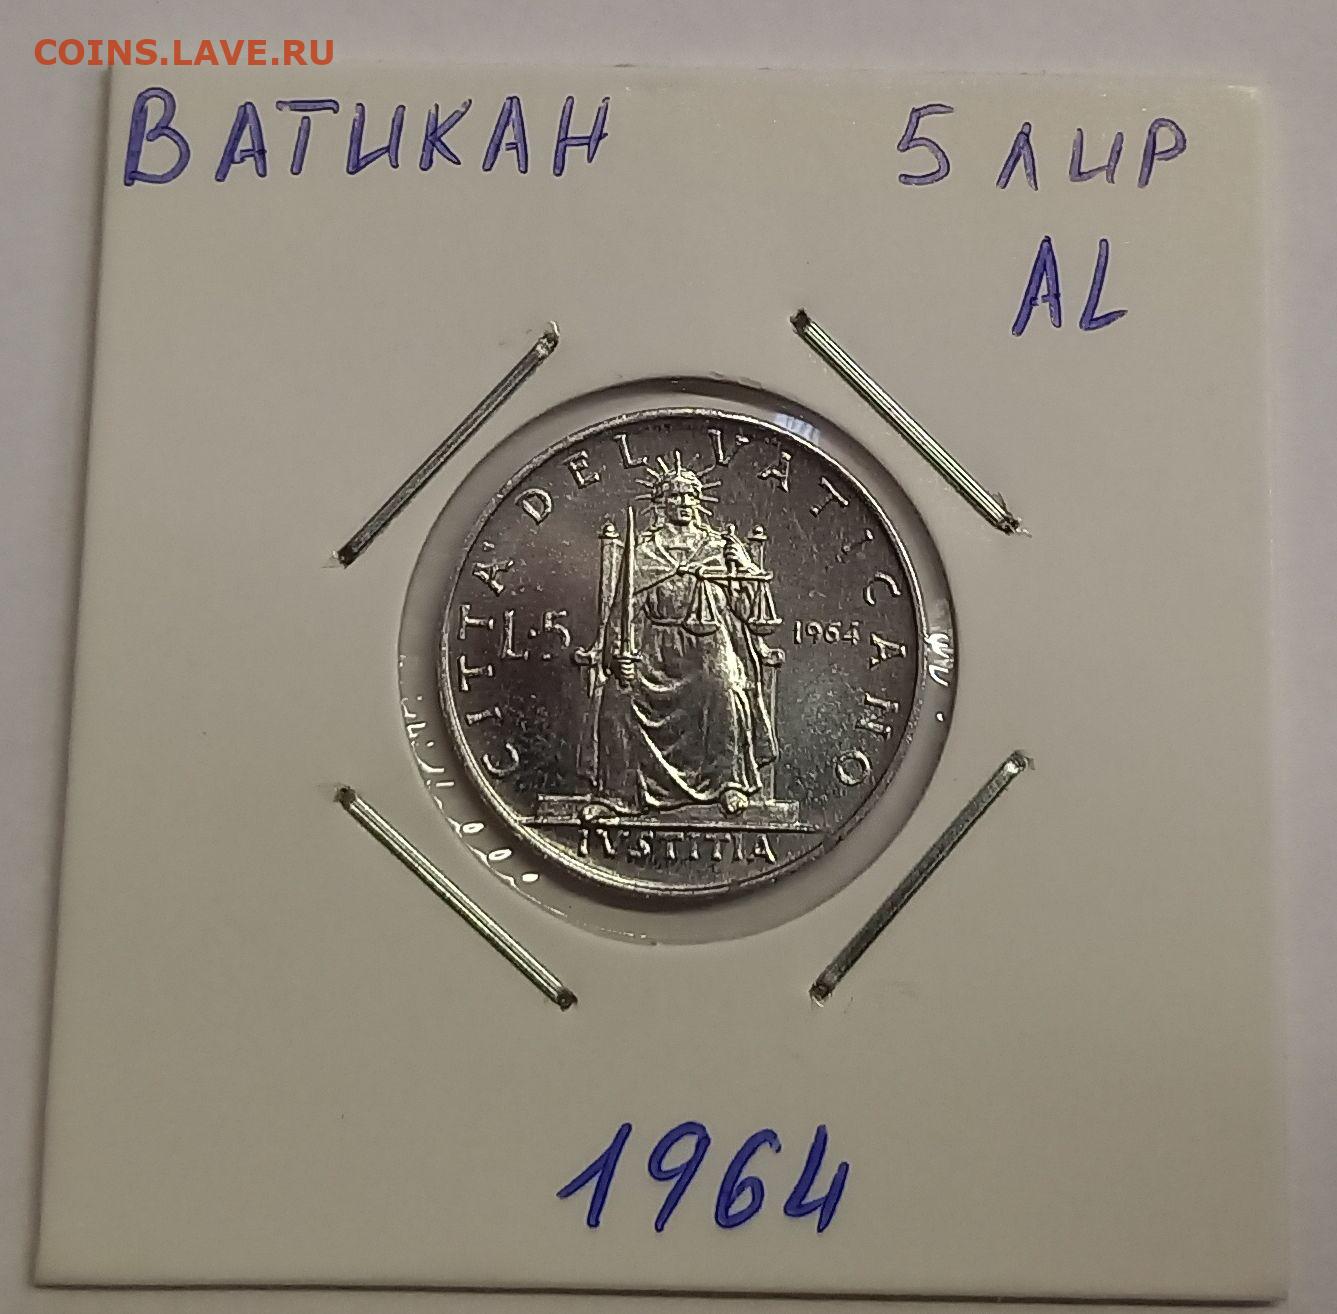 COINS.LAVE.RU
ВАТИКАН 5 ЛИР
AL
CITTA' DEL VATICANO
L·5 1964
IVSTITIA
1964